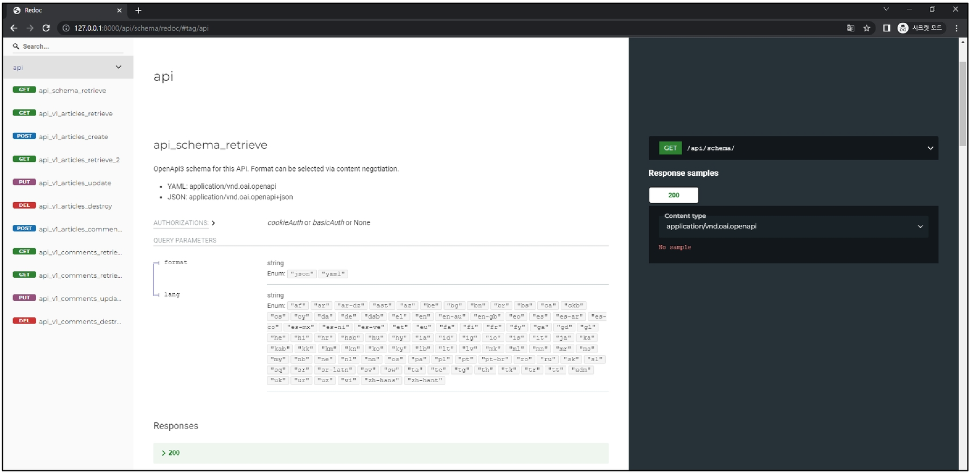 Redoc
127.0.0.1:8000/api/schema/redoc/#tag/api
시크릿 모드
Search...
api
GET api_schema_retrieve
GET api_v1_articles_retrieve
POST api_v1_articles_create
GET api_v1_articles_retrieve_2
PUT api_v1_articles_update
DEL api_v1_articles_destroy
POST api_v1_articles_commen...
GET api_v1_comments_retrie...
GET api_v1_comments_retrie...
PUT api_v1_comments_upda...
DEL api_v1_comments_destr...
api
api_schema_retrieve
OpenApi3 schema for this API. Format can be selected via content negotiation.
• YAML: application/vnd.oai.openapi
• JSON: application/vnd.oai.openapi+json
AUTHORIZATIONS: cookieAuth or basicAuth or None
QUERY PARAMETERS
format
string
Enum: "json" "yaml"
lang
string
Enum: "af" "ar" "ar-dz" "ast" "az" "be" "bg" "bn" "br" "bs" "ca" "ckb"
"cs" "cy" "da" "de" "dsb" "el" "en" "en-au" "en-gb" "eo" "es" "es-ar" "es-
co" "es-mx" "es-ni" "es-ve" "et" "eu" "fa" "fi" "fr" "fy" "ga" "gd" "gl"
"he" "hi" "hr" "hsb" "hu" "hy" "ia" "id" "ig" "io" "is" "it" "ja" "ka"
"kab" "kk" "km" "kn" "ko" "ky" "lb" "lt" "lv" "mk" "ml" "mn" "mr" "ms"
"my" "nb" "ne" "nl" "nn" "os" "pa" "pl" "pt" "pt-br" "ro" "ru" "sk" "sl"
"sq" "sr" "sr-latn" "sv" "sw" "ta" "te" "tg" "th" "tk" "tr" "tt" "udm"
"uk" "ur" "uz" "vi" "zh-hans" "zh-hant"
Responses
200
GET /api/schema/
Response samples
200
Content type
application/vnd.oai.openapi
No sample